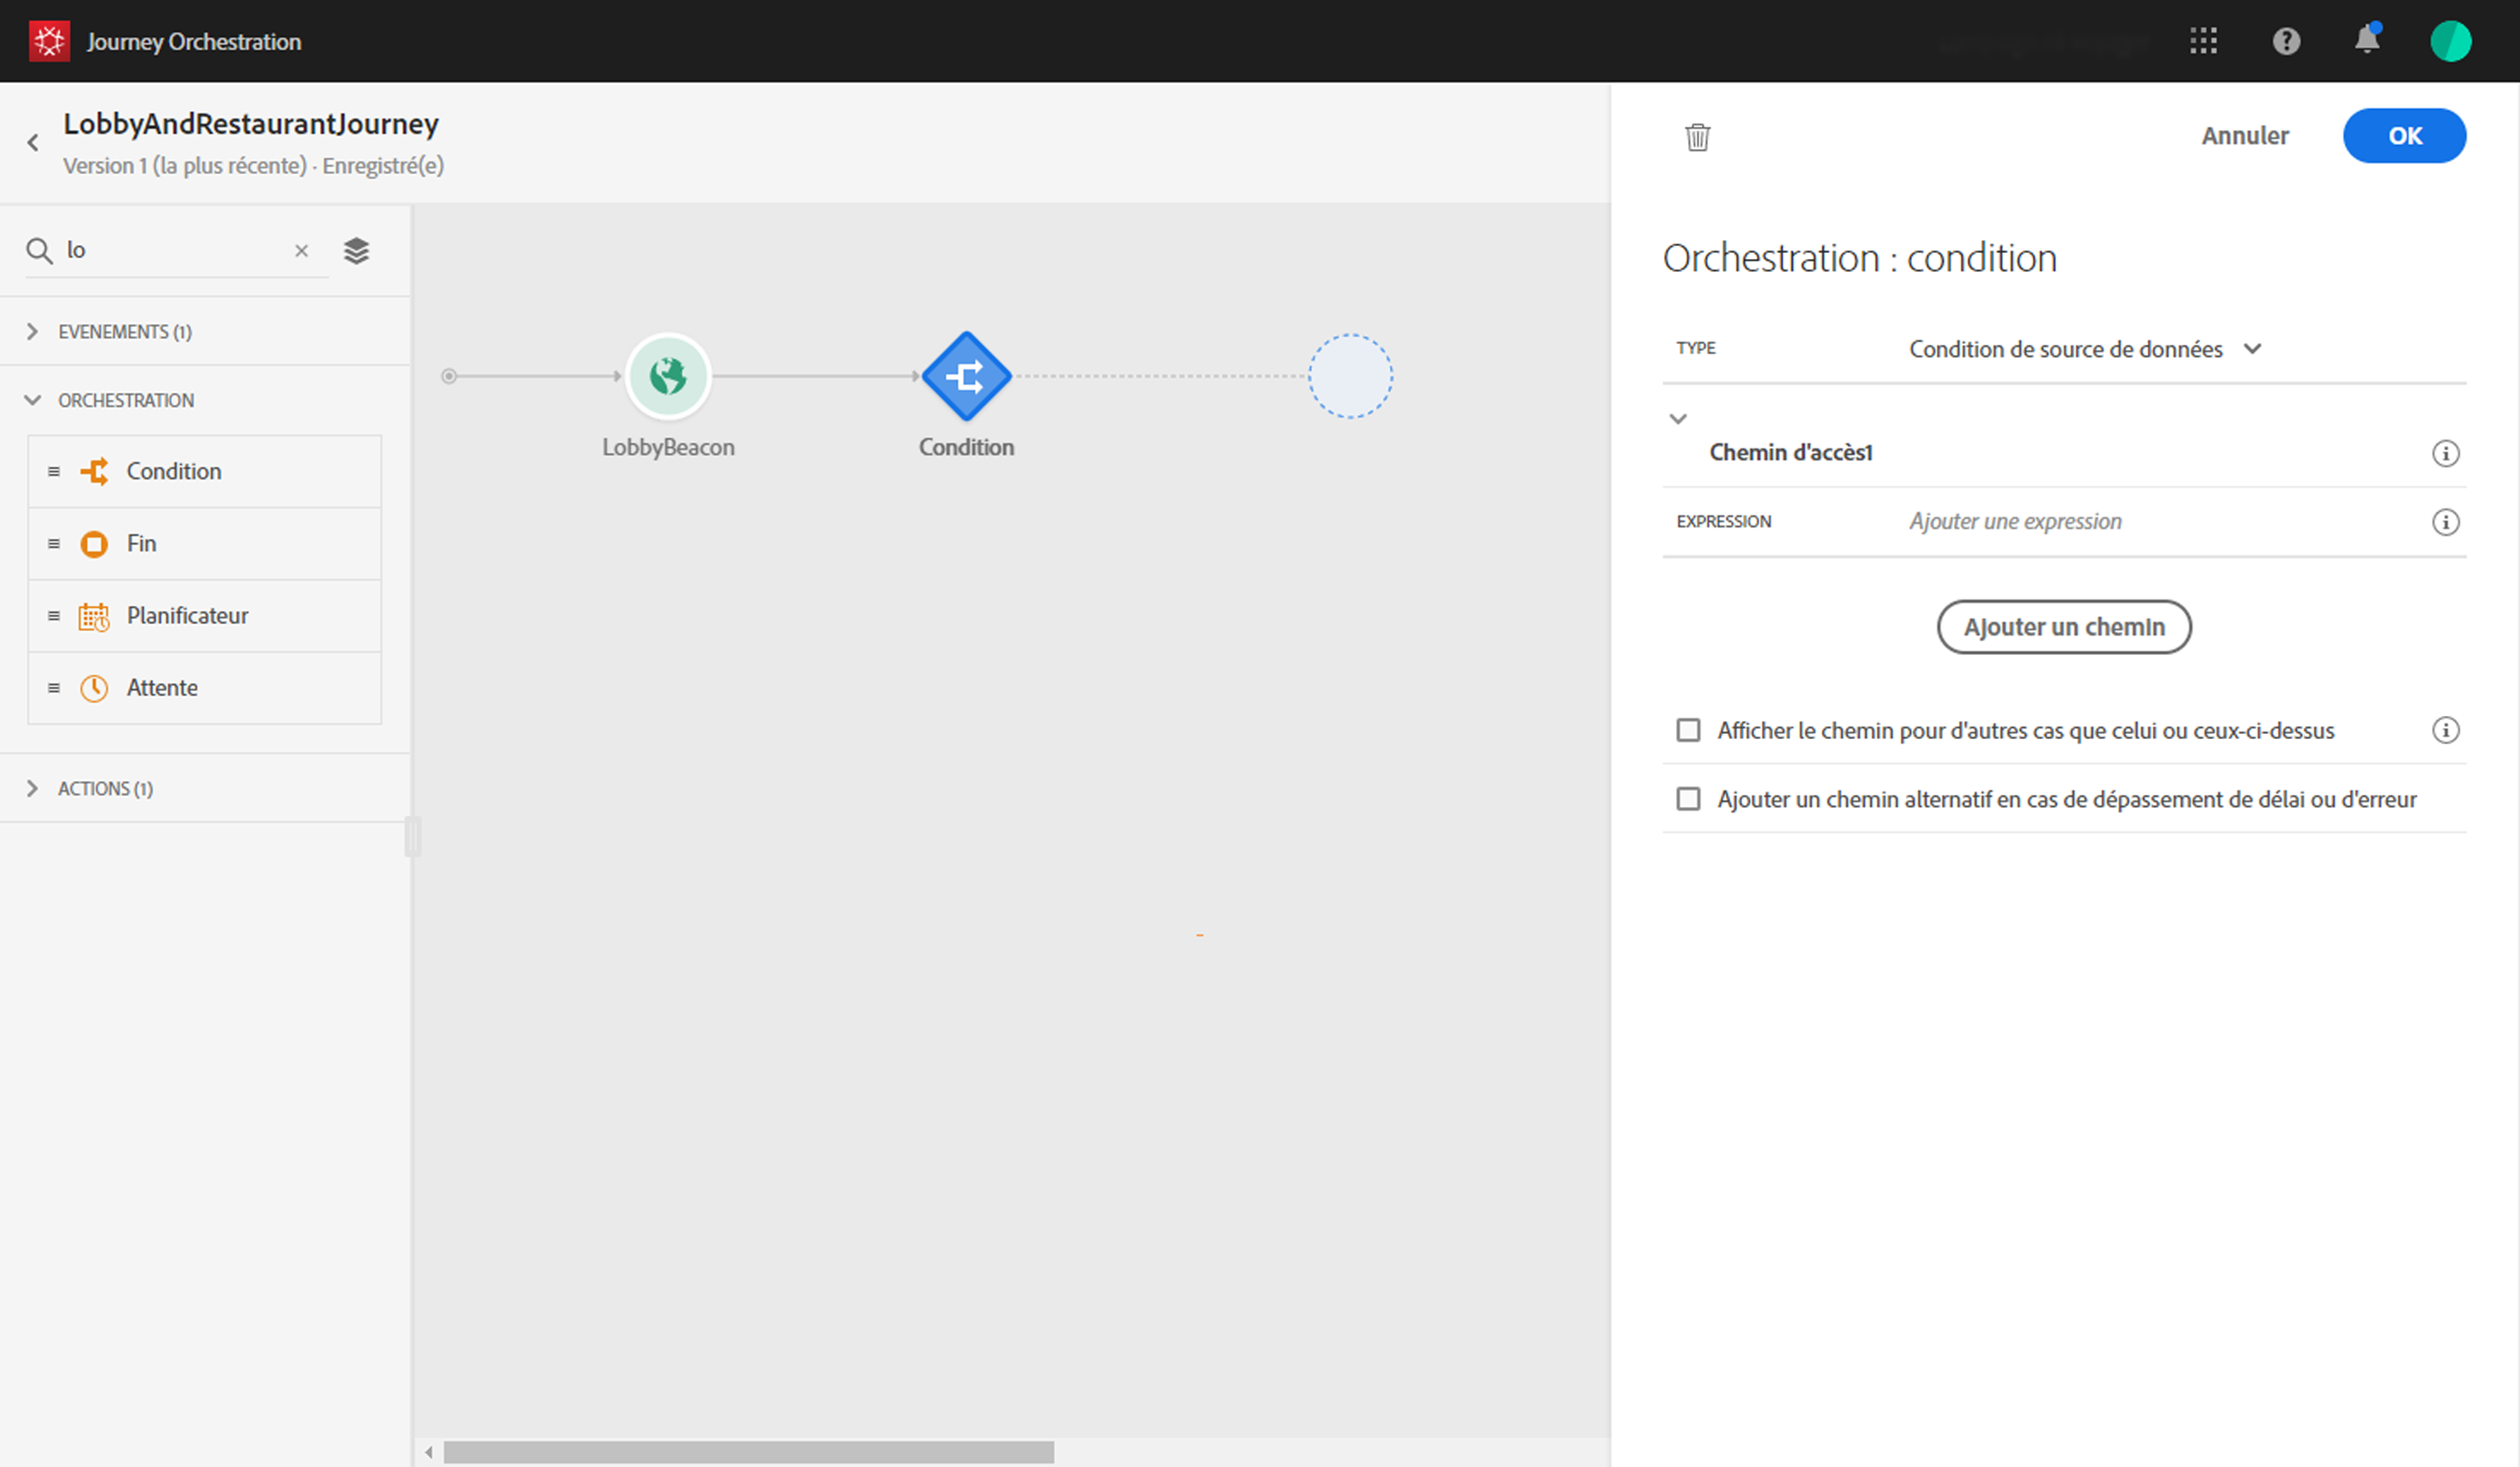 Journey Orchestration
LobbyAndRestaurantJourney
Version 1 (la plus récente) · Enregistré(e)
lo
EVENEMENTS (1)
ORCHESTRATION
Condition
Fin
Planificateur
Attente
ACTIONS (1)
LobbyBeacon
Condition
Annuler
OK
Orchestration : condition
TYPE
Condition de source de données
Chemin d'accès1
EXPRESSION
Ajouter une expression
Ajouter un chemin
Afficher le chemin pour d'autres cas que celui ou ceux-ci-dessus
Ajouter un chemin alternatif en cas de dépassement de délai ou d'erreur